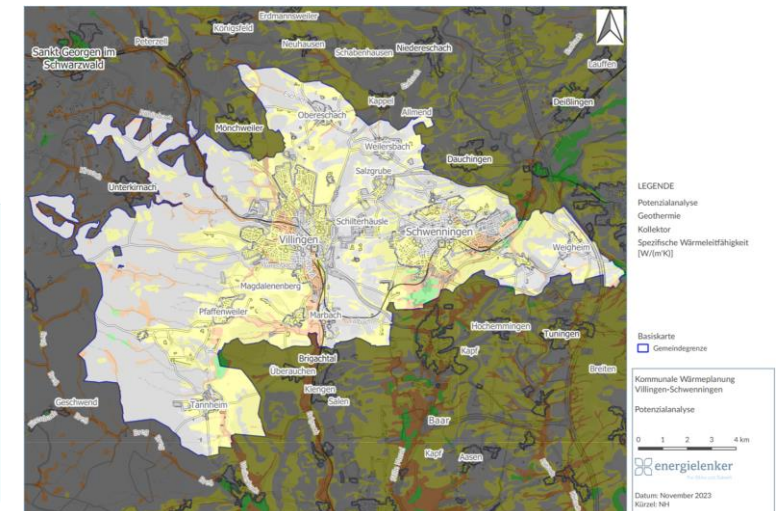 Erdmannsweiler
Königsfeld
Peterzell
Neuhausen
Niedereschach
Schabenhausen
Sankt Georgen im
Schwarzwald
Lauffen
Kappel
Deißlingen
Obereschach
Allmend
Mönchweiler
Weilersbach
Dauchingen
Salzgrube
Unterkirnach
Schilterhäusle
Villingen
Schwenningen
Weigheim
Magdalenenberg
Pfaffenweiler
Marbach
Hochemmingen
Tuningen
Brigachtal
Kapf
Überauchen
Breiten
Klengen
Geschwend
Tannheim
Baar
Kapf
Aasen
LEGENDE
Potenzialanalyse
Geothermie
Kollektor
Spezifische Wärmeleitfähigkeit
[W/(m²K)]
Basiskarte
Gemeindegrenze
Kommunale Wärmeplanung
Villingen-Schwenningen
Potenzialanalyse
0 1 2 3 4 km
energielenker
Datum: November 2023
Kürzel: NH